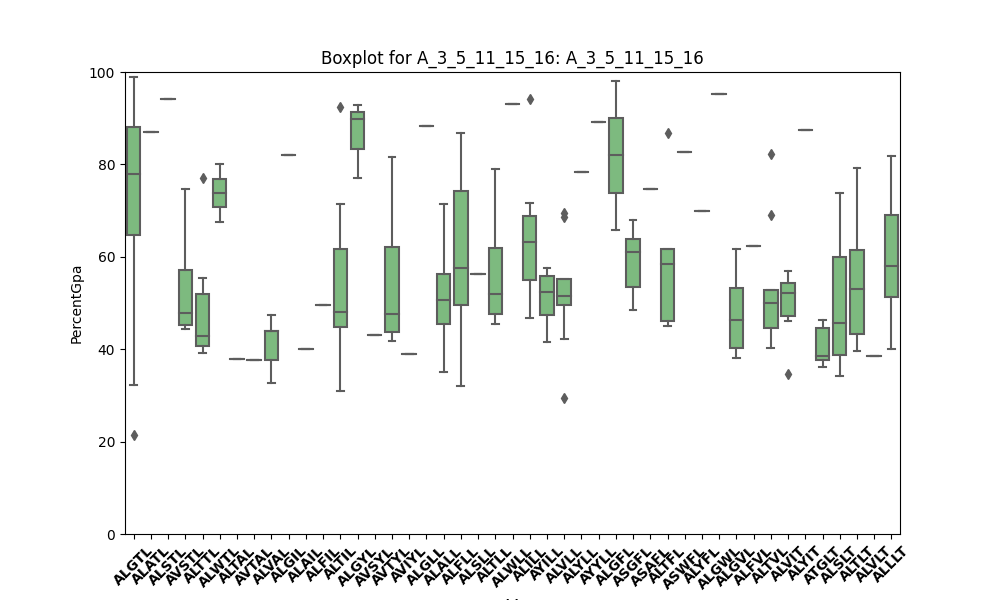 Boxplot for A_3_5_11_15_16: A_3_5_11_15_16
PercentGpa
100
80
60
40
20
0
ALGTL
ALATL
ALSTL
AVSTL
ALTTL
ALWTL
ALTAL
AVTAL
ALVAL
ALGIL
ALAIL
ALFIL
ALTIL
ALGYL
AVSYL
AVTYL
AVIYL
ALGLL
ALALL
ALFLL
ALSLL
ALTLL
ALWLL
ALILL
AYILL
ALVLL
ALYLL
AYYLL
ALGFL
ASGFL
ASAFL
ALTFL
ASWFL
ALYFL
ALGWL
ALGVL
ALFVL
ALTVL
ALVIT
ALYIT
ATGLT
ALSLT
ALTLT
ALVLT
ALLLT